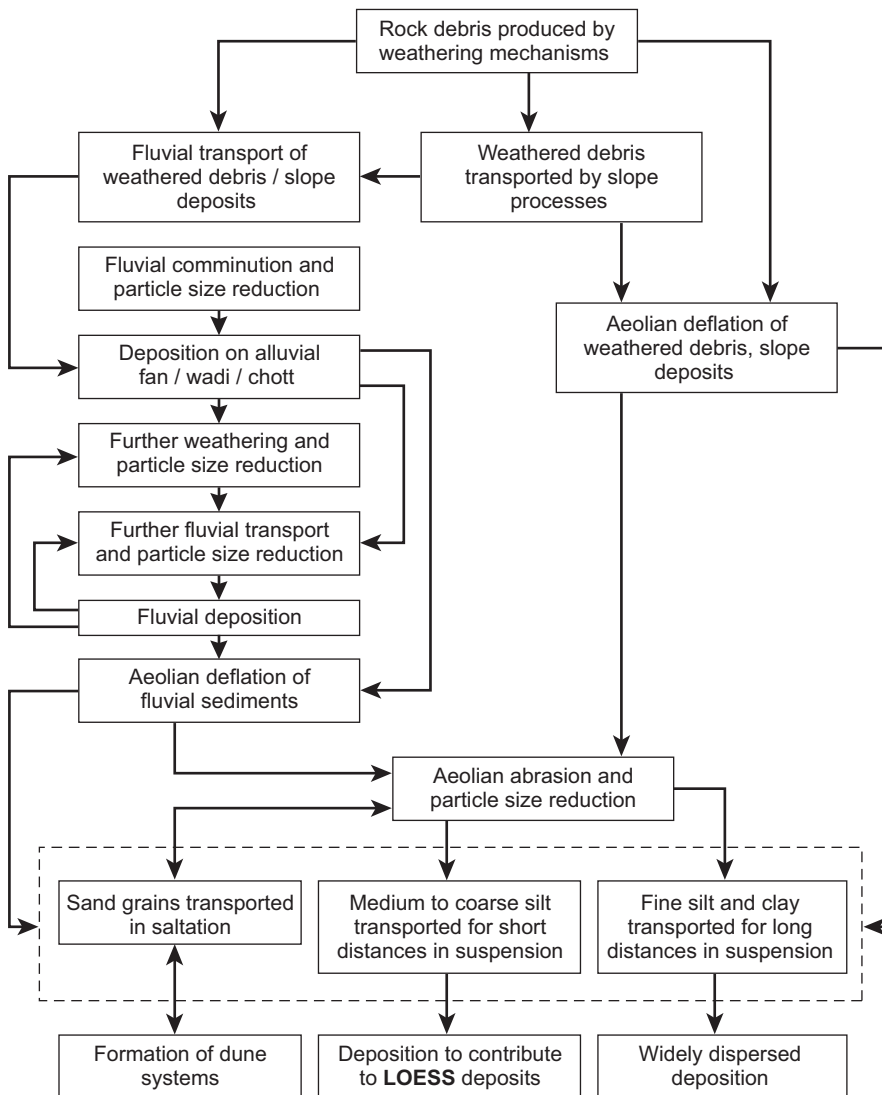 Rock debris produced by
weathering mechanisms
Fluvial transport of
weathered debris / slope
deposits
Weathered debris
transported by slope
processes
Fluvial comminution and
particle size reduction
Aeolian deflation of
weathered debris, slope
deposits
Deposition on alluvial
fan / wadi / chott
Further weathering and
particle size reduction
Further fluvial transport
and particle size reduction
Fluvial deposition
Aeolian deflation of
fluvial sediments
Aeolian abrasion and
particle size reduction
Sand grains transported
in saltation
Medium to coarse silt
transported for short
distances in suspension
Fine silt and clay
transported for long
distances in suspension
Formation of dune
systems
Deposition to contribute
to LOESS deposits
Widely dispersed
deposition